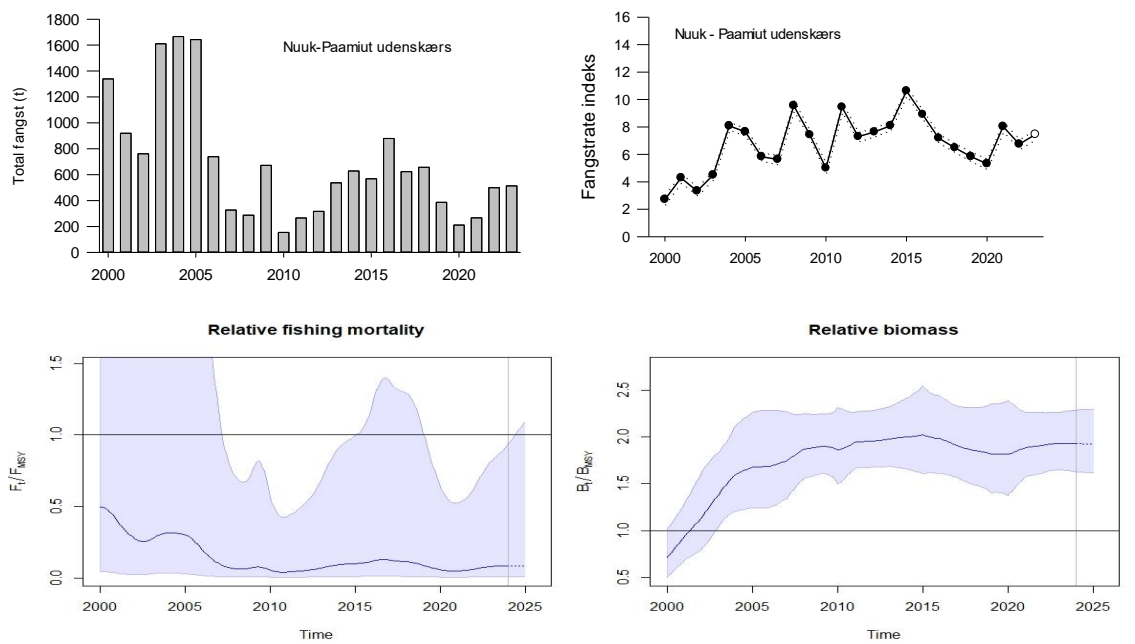 Nuuk-Paamiut udenskærs
Total fangst (t)
1800
1600
1400
1200
1000
800
600
400
200
0
2000 2005 2010 2015 2020
Nuuk - Paamiut udenskærs
Fangstrate indeks
16
14
12
10
8
6
4
2
0
2000 2005 2010 2015 2020
Relative fishing mortality
Ft/FMSY
1.5
1.0
0.5
0.0
2000 2005 2010 2015 2020 2025
Time
Relative biomass
Bt/BMSY
2.5
2.0
1.5
1.0
0.5
2000 2005 2010 2015 2020 2025
Time